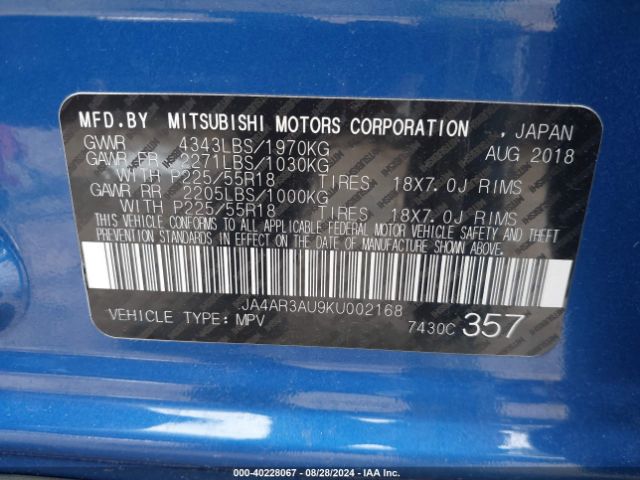 MFD.BY MITSUBISHI MOTORS CORPORATION , JAPAN
GVWR 4343LBS/1970KG AUG 2018
GAWR FR 2271LBS/1030KG
WITH P225/55R18 TIRES 18X7.0J RIMS
GAWR RR 2205LBS/1000KG
WITH P225/55R18 TIRES 18X7.0J RIMS
THIS VEHICLE CONFORMS TO ALL APPLICABLE FEDERAL MOTOR VEHICLE SAFETY AND THEFT
PREVENTION STANDARDS IN EFFECT ON THE DATE OF MANUFACTURE SHOWN ABOVE.
JA4AR3AU9KU002168
VEHICLE TYPE: MPV 7430C 357
000-40228067 - 08/28/2024 - IAA Inc.